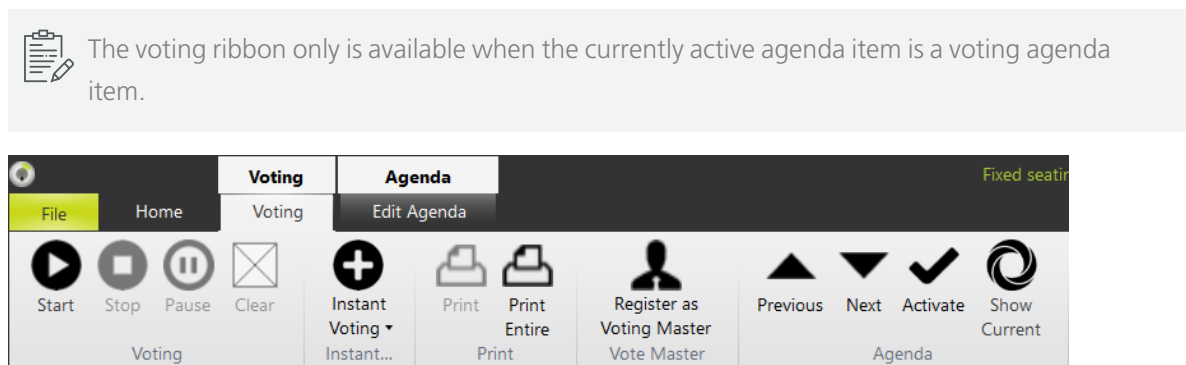 The voting ribbon only is available when the currently active agenda item is a voting agenda
item.
Voting Agenda
Fixed seatin
File Home Voting Edit Agenda
Start Stop Pause Clear Instant Voting ▾ Print Print Entire Register as Voting Master Previous Next Activate Show Current
Voting Instant... Print Vote Master Agenda